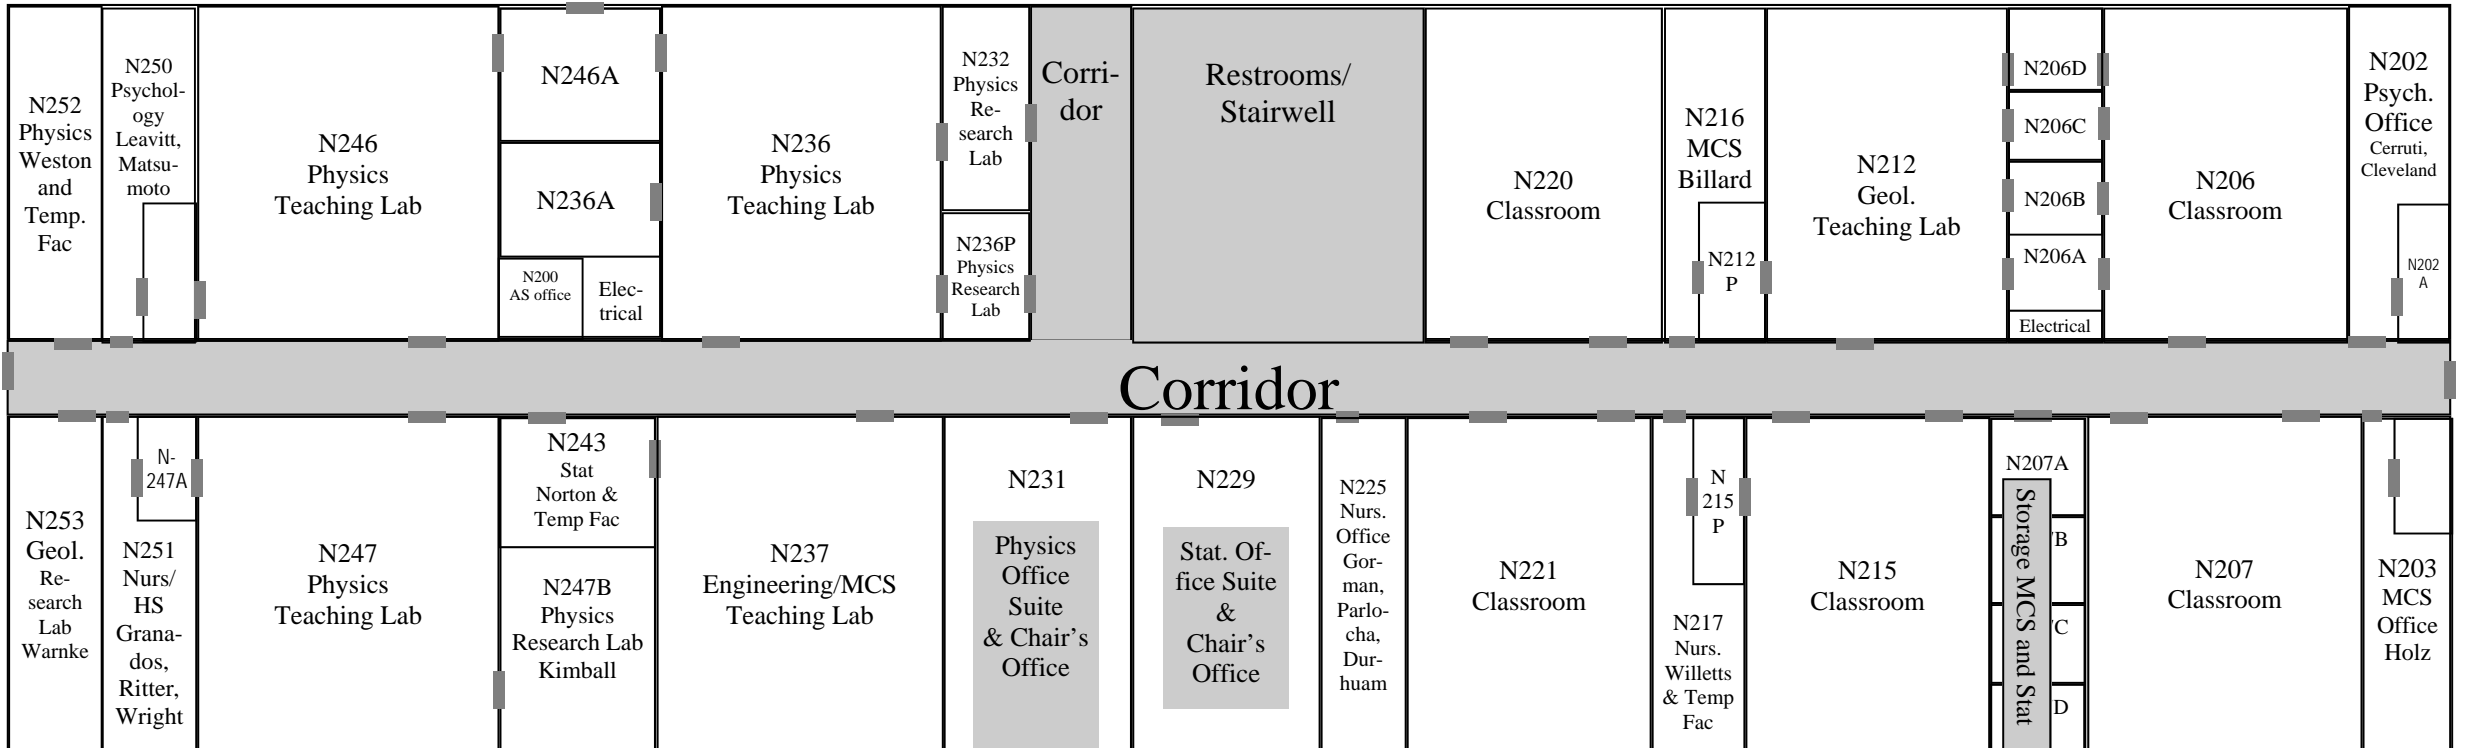 N252
Physics
Weston
and
Temp.
Fac
N250
Psychol-
ogy
Leavitt,
Matsu-
moto
N246
Physics
Teaching Lab
N246A
N236A
N200
AS office
Elec-
trical
N236
Physics
Teaching Lab
N232
Physics
Re-
search
Lab
N236P
Physics
Research
Lab
Corri-
dor
Restrooms/
Stairwell
N220
Classroom
N216
MCS
Billard
N212
P
N212
Geol.
Teaching Lab
N206D
N206C
N206B
N206A
Electrical
N206
Classroom
N202
Psych.
Office
Cerruti,
Cleveland
N202
A
Corridor
N253
Geol.
Re-
search
Lab
Warnke
N-
247A
N251
Nurs/
HS
Grana-
dos,
Ritter,
Wright
N247
Physics
Teaching Lab
N243
Stat
Norton &
Temp Fac
N247B
Physics
Research Lab
Kimball
N237
Engineering/MCS
Teaching Lab
N231
Physics
Office
Suite
& Chair's
Office
N229
Stat. Of-
fice Suite
&
Chair's
Office
N225
Nurs.
Office
Gor-
man,
Parlo-
cha,
Dur-
huam
N221
Classroom
N
215
P
N217
Nurs.
Willetts
& Temp
Fac
N215
Classroom
N207A
B
C
D
Storage MCS and Stat
N207
Classroom
N203
MCS
Office
Holz